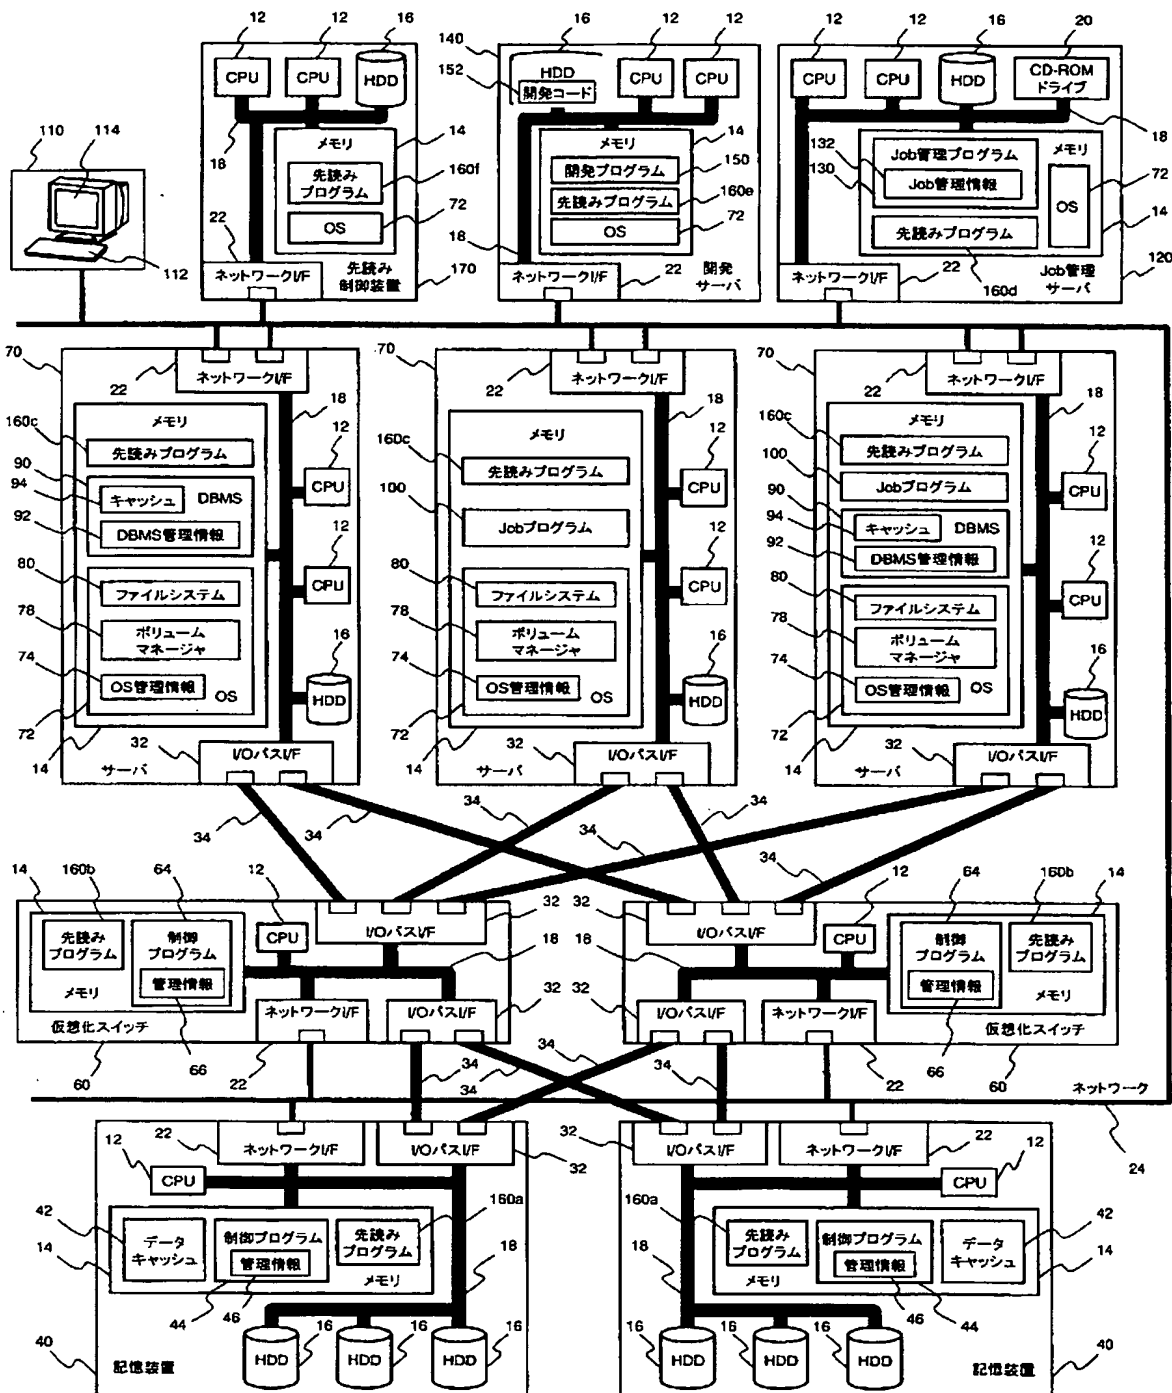 12
12
16
CPU
CPU
HDD
18
メモリ
14
先読み
プログラム
160f
OS
72
22
ネットワークI/F
先読み
制御装置
170
110
114
112
140
16
12
12
152
HDD
開発コード
CPU
CPU
メモリ
14
開発プログラム
150
先読みプログラム
160e
OS
72
18
ネットワークI/F
22
開発
サーバ
12
12
16
20
CPU
CPU
HDD
CD-ROM
ドライブ
18
132
130
Job管理プログラム
Job管理情報
メモリ
72
OS
14
先読みプログラム
ネットワークI/F
22
160d
Job管理
サーバ
120
70
ネットワークI/F
22
18
メモリ
160c
先読みプログラム
12
CPU
90
94
キャッシュ
DBMS
92
DBMS管理情報
12
CPU
80
ファイルシステム
78
ボリューム
マネージャ
16
74
OS管理情報
OS
HDD
72
14
32
サーバ
I/OパスI/F
70
22
ネットワークI/F
18
メモリ
160c
先読みプログラム
12
CPU
100
Jobプログラム
12
CPU
80
ファイルシステム
78
ボリューム
マネージャ
16
74
OS管理情報
OS
HDD
72
14
32
サーバ
I/OパスI/F
70
22
ネットワークI/F
18
メモリ
160c
先読みプログラム
12
CPU
100
Jobプログラム
90
94
キャッシュ
DBMS
92
DBMS管理情報
12
CPU
80
ファイルシステム
78
ボリューム
マネージャ
16
74
OS管理情報
OS
HDD
72
14
32
サーバ
I/OパスI/F
34
34
34
34
34
34
14
160b
64
12
先読み
プログラム
制御
プログラム
管理情報
メモリ
CPU
I/OパスI/F
32
18
ネットワークI/F
I/OパスI/F
32
仮想化スイッチ
60
66
22
32
I/OパスI/F
12
CPU
64
160b
14
制御
プログラム
管理情報
先読み
プログラム
メモリ
18
32
I/OパスI/F
ネットワークI/F
仮想化スイッチ
22
66
60
34
34
34
34
ネットワーク
24
22
ネットワークI/F
I/OパスI/F
32
12
CPU
160a
42
データ
キャッシュ
制御プログラム
管理情報
先読み
プログラム
メモリ
14
18
44
46
16
16
16
HDD
HDD
HDD
40
記憶装置
32
I/OパスI/F
ネットワークI/F
22
12
CPU
160a
先読み
プログラム
制御プログラム
管理情報
データ
キャッシュ
42
メモリ
14
18
46
44
16
16
16
HDD
HDD
HDD
記憶装置
40